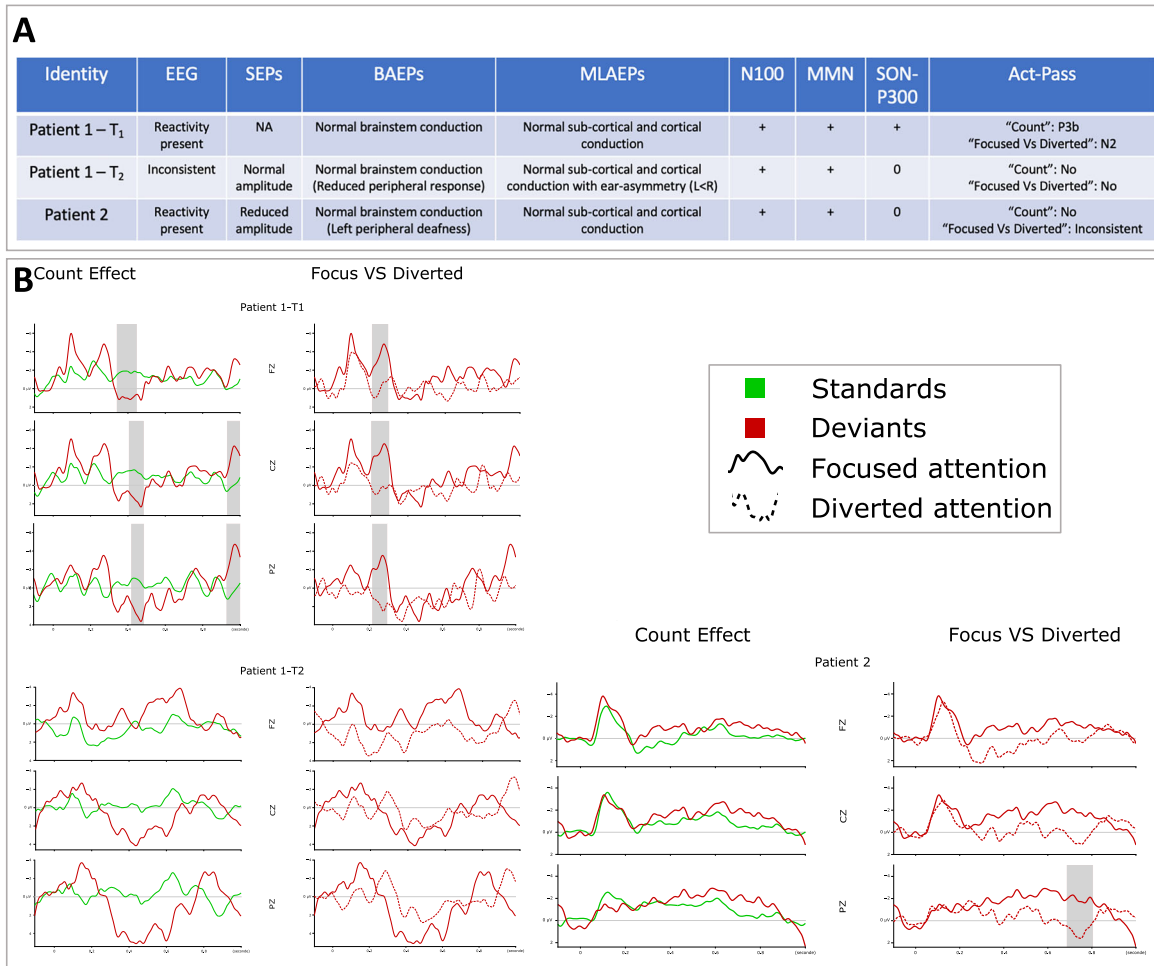 A
Identity EEG SEPs BAEPs MLAEPs N100 MMN SON-P300 Act-Pass
Patient 1 – T1 Reactivity present NA Normal brainstem conduction Normal sub-cortical and cortical conduction + + + “Count”: P3b “Focused Vs Diverted”: N2
Patient 1 – T2 Inconsistent Normal amplitude Normal brainstem conduction (Reduced peripheral response) Normal sub-cortical and cortical conduction with ear-asymmetry (L<R) + + 0 “Count”: No “Focused Vs Diverted”: No
Patient 2 Reactivity present Reduced amplitude Normal brainstem conduction (Left peripheral deafness) Normal sub-cortical and cortical conduction + + 0 “Count”: No “Focused Vs Diverted”: Inconsistent
B
Count Effect Focus VS Diverted
Patient 1-T1
FZ
CZ
PZ
Standards
Deviants
Focused attention
Diverted attention
Patient 1-T2
FZ
CZ
PZ
Count Effect Focus VS Diverted
Patient 2
FZ
CZ
PZ